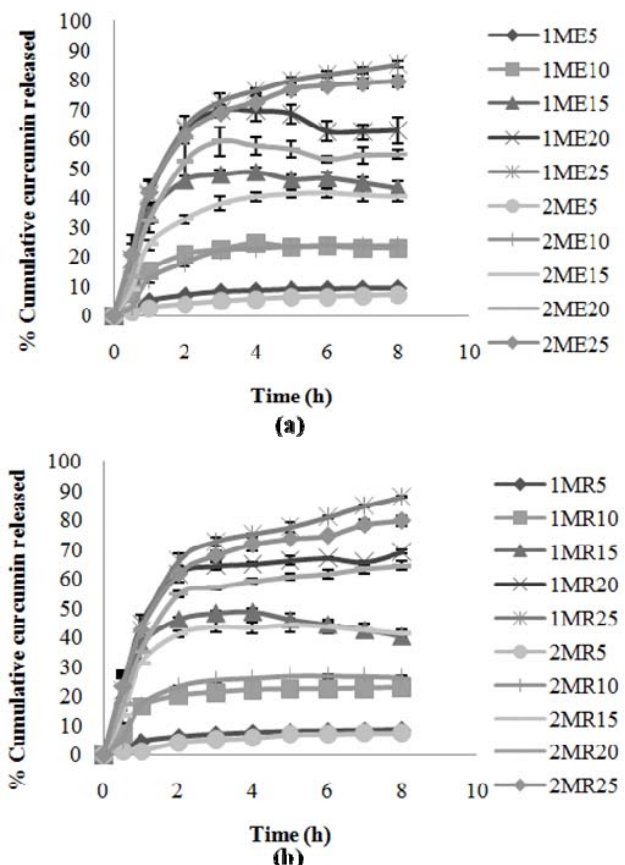 % Cumulative curcumin released
100
90
80
70
60
50
40
30
20
10
0
0 2 4 6 8 10
Time (h)
(a)
1ME5
1ME10
1ME15
1ME20
1ME25
2ME5
2ME10
2ME15
2ME20
2ME25
% Cumulative curcumin released
100
90
80
70
60
50
40
30
20
10
0
0 2 4 6 8 10
Time (h)
(b)
1MR5
1MR10
1MR15
1MR20
1MR25
2MR5
2MR10
2MR15
2MR20
2MR25